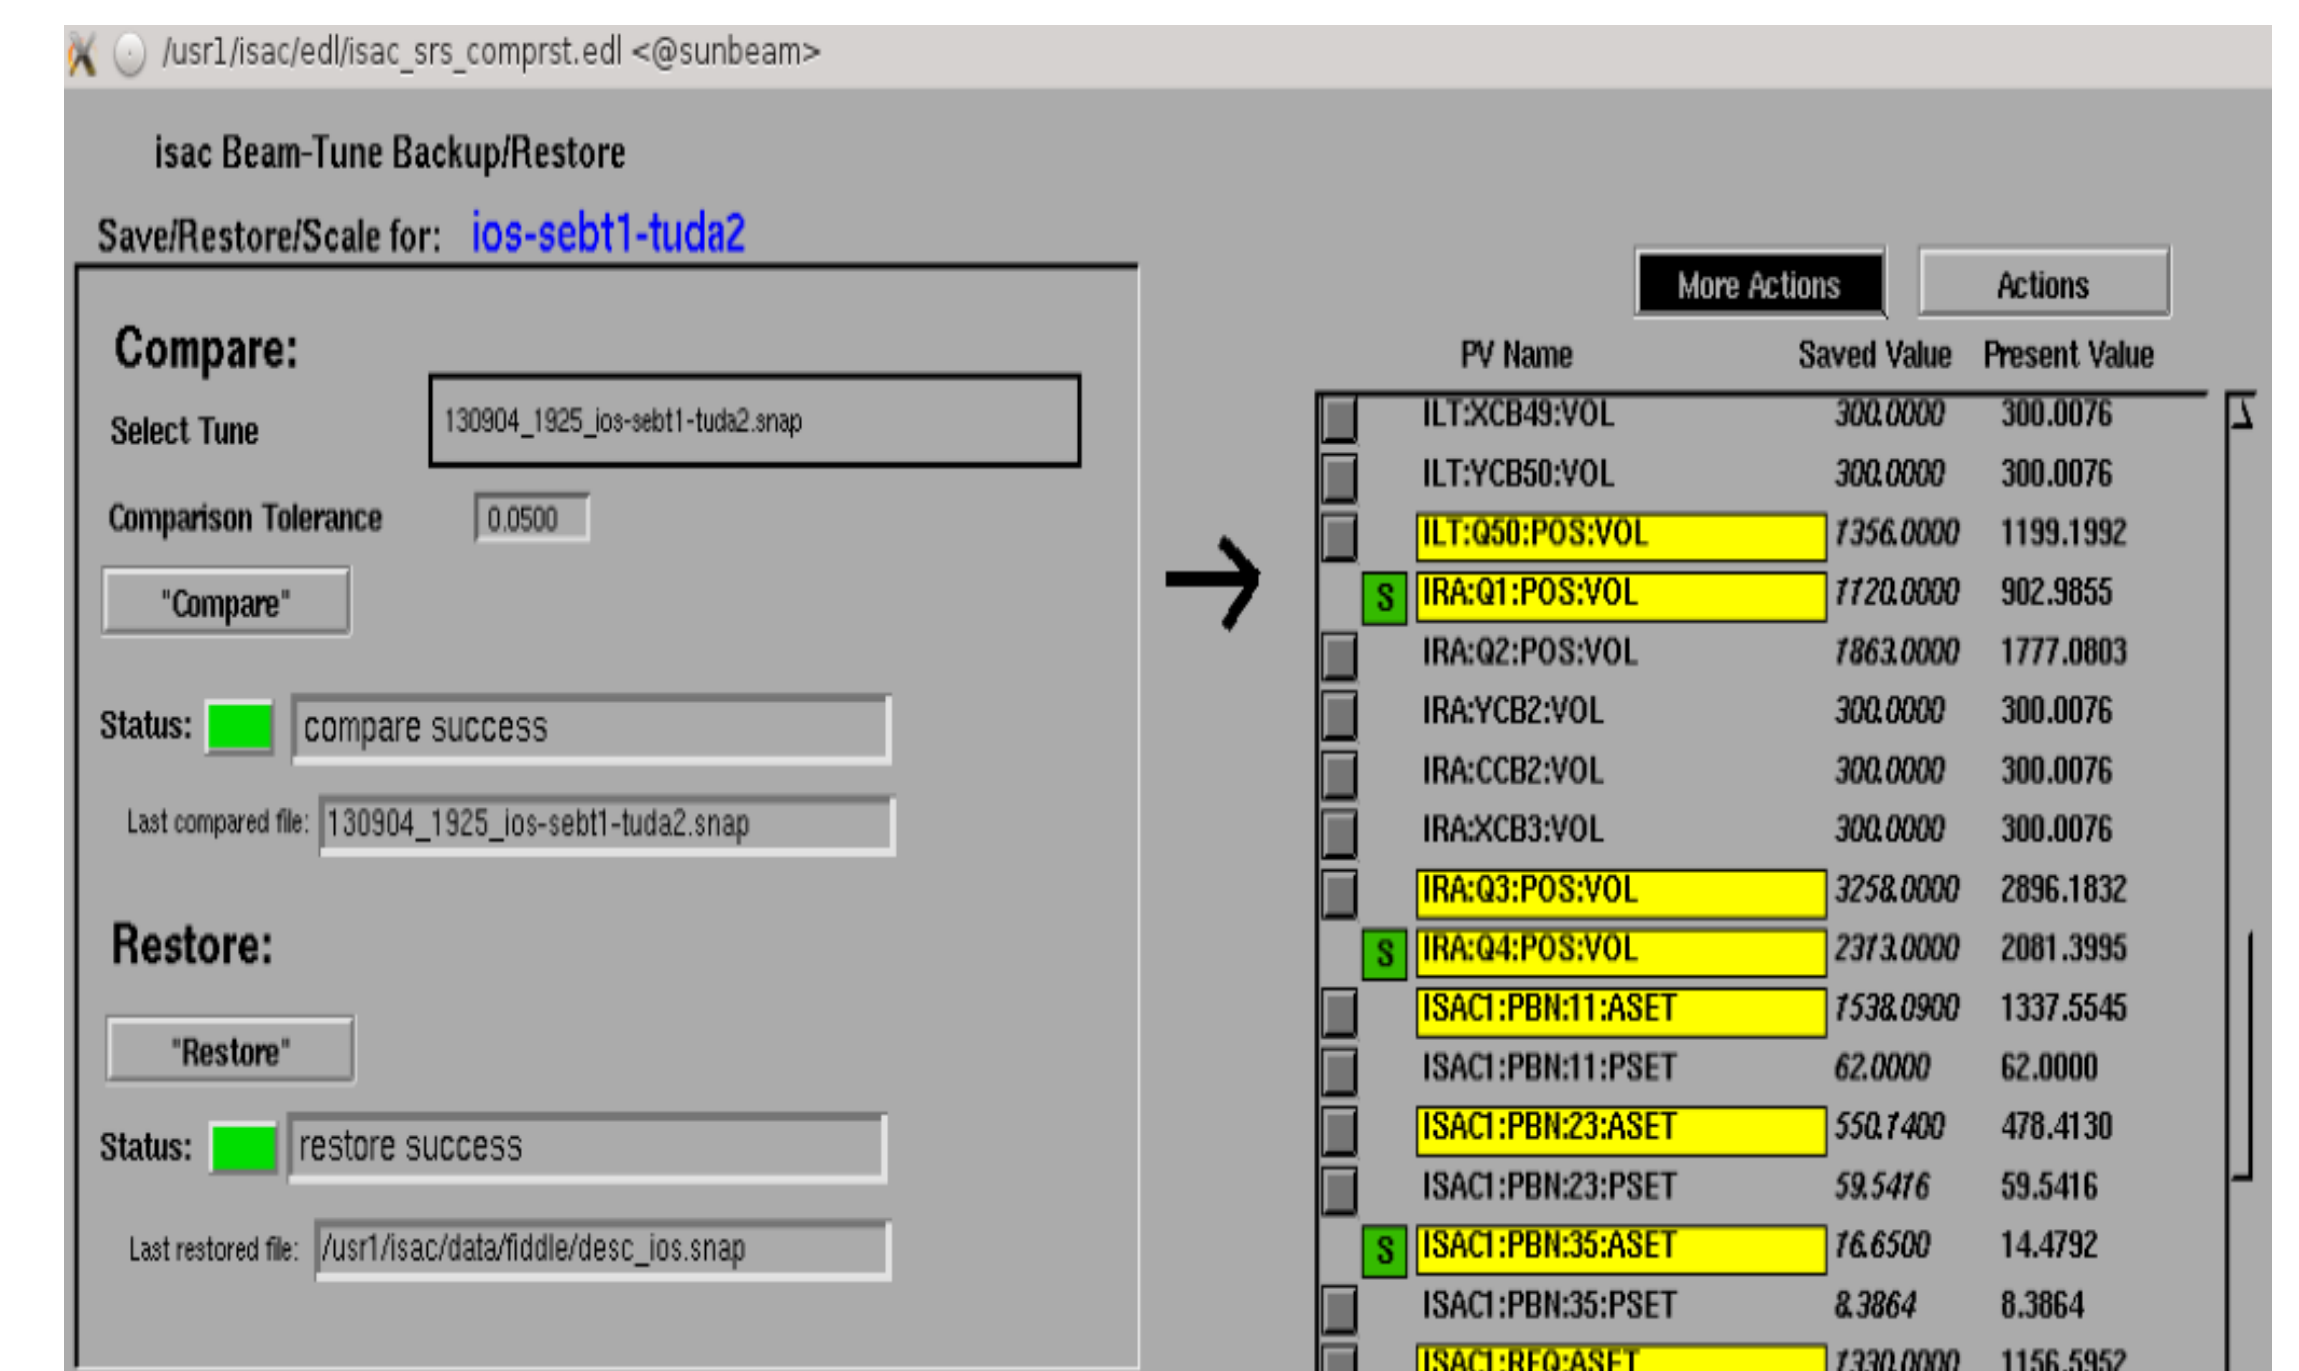 /usr1/isac/edl/isac_srs_comprst.edl <@sunbeam>
isac Beam-Tune Backup/Restore
Save/Restore/Scale for: ios-sebt1-tuda2
Compare:
Select Tune 130904_1925_ios-sebt1-tuda2.snap
Comparison Tolerance 0.0500
"Compare"
Status: compare success
Last compared file: 130904_1925_ios-sebt1-tuda2.snap
Restore:
"Restore"
Status: restore success
Last restored file: /usr1/isac/data/fiddle/desc_ios.snap
More Actions Actions
PV Name Saved Value Present Value
ILT:XCB49:VOL 300.0000 300.0076
ILT:YCB50:VOL 300.0000 300.0076
ILT:Q50:POS:VOL 1356.0000 1199.1992
S IRA:Q1:POS:VOL 1120.0000 902.9855
IRA:Q2:POS:VOL 1863.0000 1777.0803
IRA:YCB2:VOL 300.0000 300.0076
IRA:CCB2:VOL 300.0000 300.0076
IRA:XCB3:VOL 300.0000 300.0076
IRA:Q3:POS:VOL 3258.0000 2896.1832
S IRA:Q4:POS:VOL 2313.0000 2081.3995
ISAC1:PBN:11:ASET 1538.0900 1337.5545
ISAC1:PBN:11:PSET 62.0000 62.0000
ISAC1:PBN:23:ASET 550.1400 478.4130
ISAC1:PBN:23:PSET 59.5416 59.5416
S ISAC1:PBN:35:ASET 16.6500 14.4792
ISAC1:PBN:35:PSET 8.3864 8.3864
ISAC1:RFQ:ASET 1330.0000 1156.5952